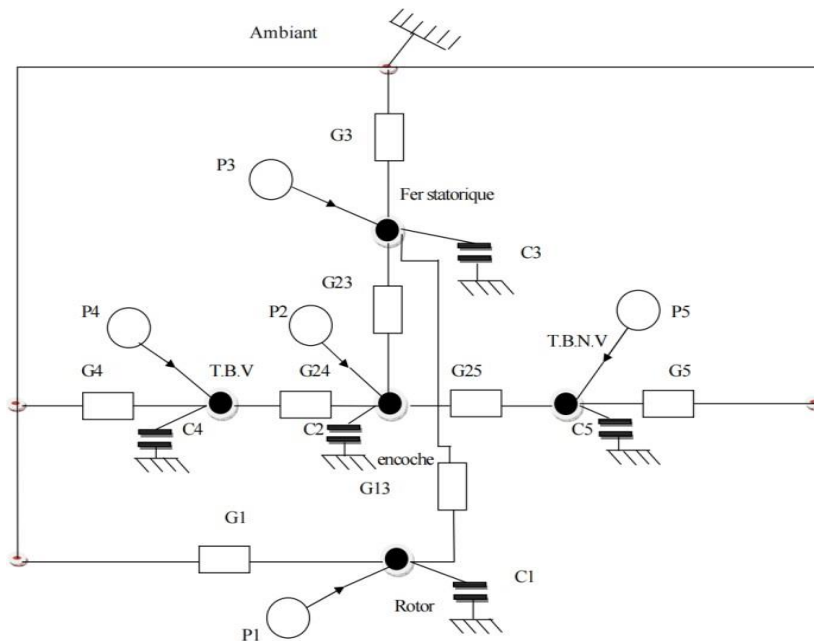 Ambiant
G3
P3
Fer statorique
C3
G23
P4
P2
P5
T.B.N.V
G4
T.B.V
G24
G25
G5
C4
C2
C5
encoche
G13
G1
C1
Rotor
P1